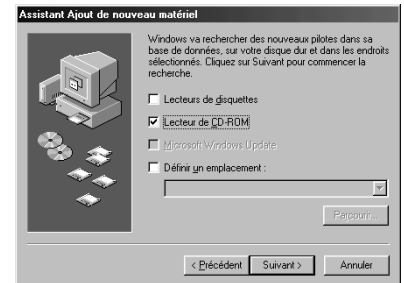 Assistant Ajout de nouveau matériel
Windows va rechercher des nouveaux pilotes dans sa
base de données, sur votre disque dur et dans les endroits
sélectionnés. Cliquez sur Suivant pour commencer la
recherche.
Lecteurs de disquettes
Lecteur de CD-ROM
Microsoft Windows Update
Définir un emplacement :
Parcourir...
< Précédent
Suivant >
Annuler